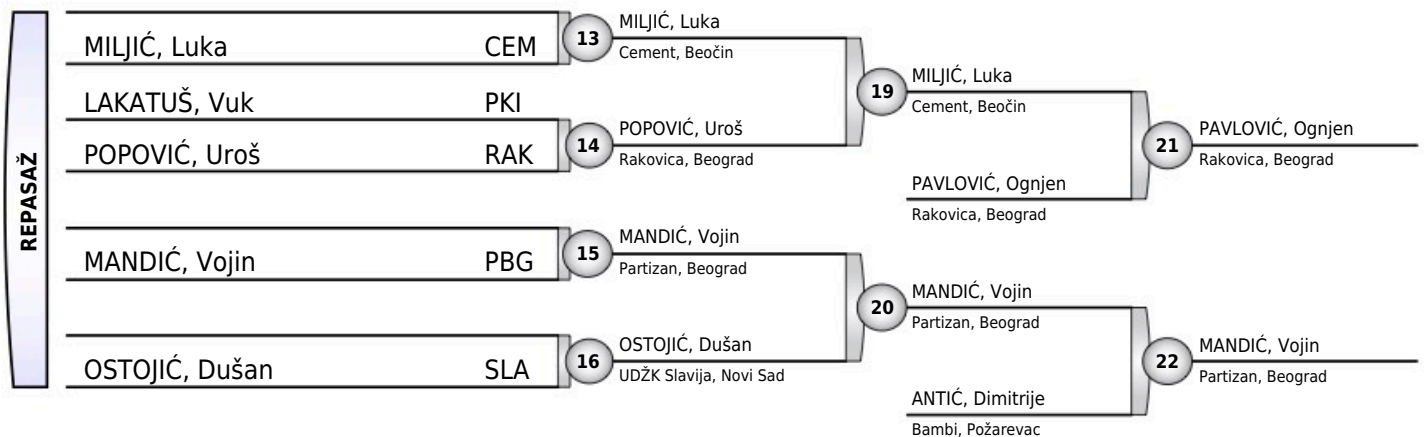 REPASAŽ
MILJIĆ, Luka CEM
LAKATUŠ, Vuk PKI
POPOVIĆ, Uroš RAK
MANDIĆ, Vojin PBG
OSTOJIĆ, Dušan SLA
13
MILJIĆ, Luka
Cement, Beočin
14
POPOVIĆ, Uroš
Rakovica, Beograd
15
MANDIĆ, Vojin
Partizan, Beograd
16
OSTOJIĆ, Dušan
UDŽK Slavija, Novi Sad
19
MILJIĆ, Luka
Cement, Beočin
PAVLOVIĆ, Ognjen
Rakovica, Beograd
20
MANDIĆ, Vojin
Partizan, Beograd
ANTIĆ, Dimitrije
Bambi, Požarevac
21
PAVLOVIĆ, Ognjen
Rakovica, Beograd
22
MANDIĆ, Vojin
Partizan, Beograd